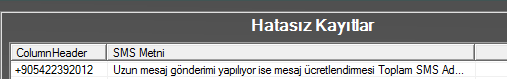 Hatasız Kayıtlar
ColumnHeader SMS Metni
+905422392012 Uzun mesaj gönderimi yapılıyor ise mesaj ücretlendirmesi Toplam SMS Ad...